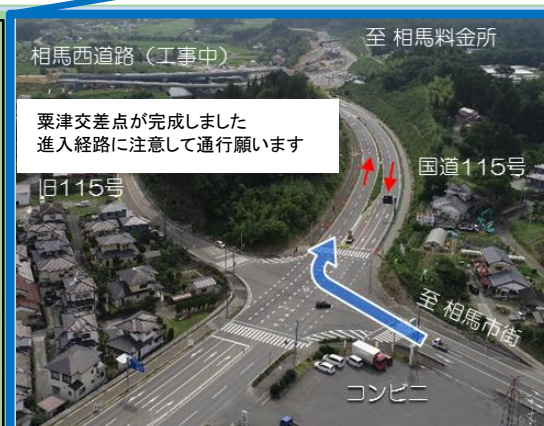 相馬西道路（工事中）
至 相馬料金所
粟津交差点が完成しました
進入経路に注意して通行願います
旧115号
国道115号
至 相馬市街
コンビニ